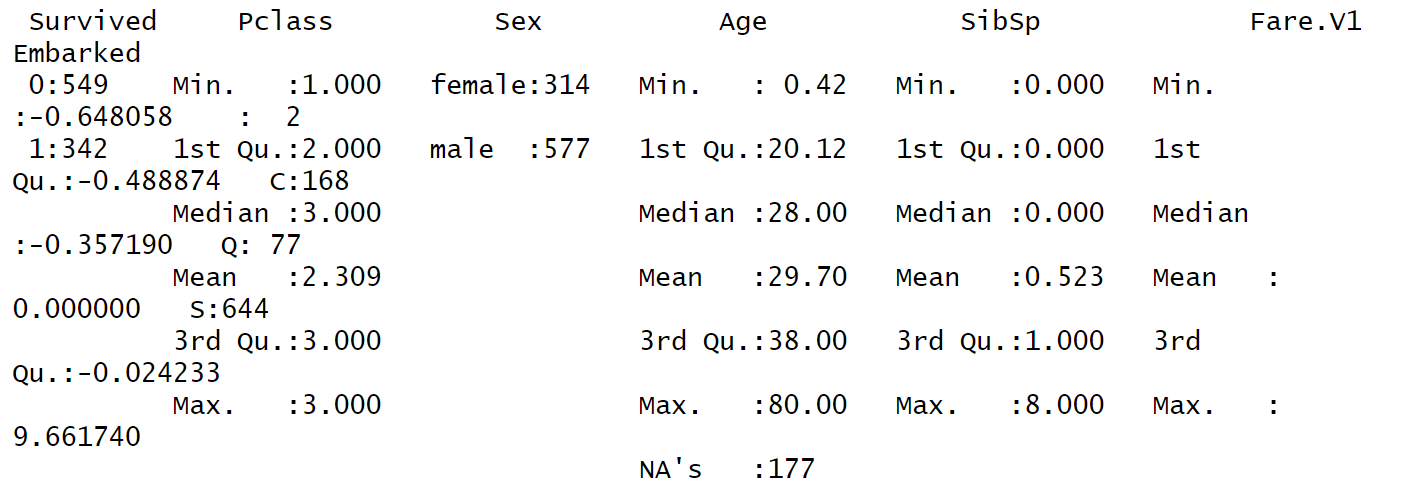 Survived     Pclass          Sex           Age            SibSp             Fare.V1
Embarked
 0:549    Min.   :1.000   female:314   Min.   : 0.42   Min.   :0.000   Min.
:-0.648058    :  2
 1:342    1st Qu.:2.000   male  :577   1st Qu.:20.12   1st Qu.:0.000   1st
Qu.:-0.488874   C:168
          Median :3.000                Median :28.00   Median :0.000   Median
:-0.357190   Q: 77
          Mean   :2.309                Mean   :29.70   Mean   :0.523   Mean   :
0.000000   S:644
          3rd Qu.:3.000                3rd Qu.:38.00   3rd Qu.:1.000   3rd
Qu.:-0.024233
          Max.   :3.000                Max.   :80.00   Max.   :8.000   Max.   :
9.661740
                                       NA's   :177